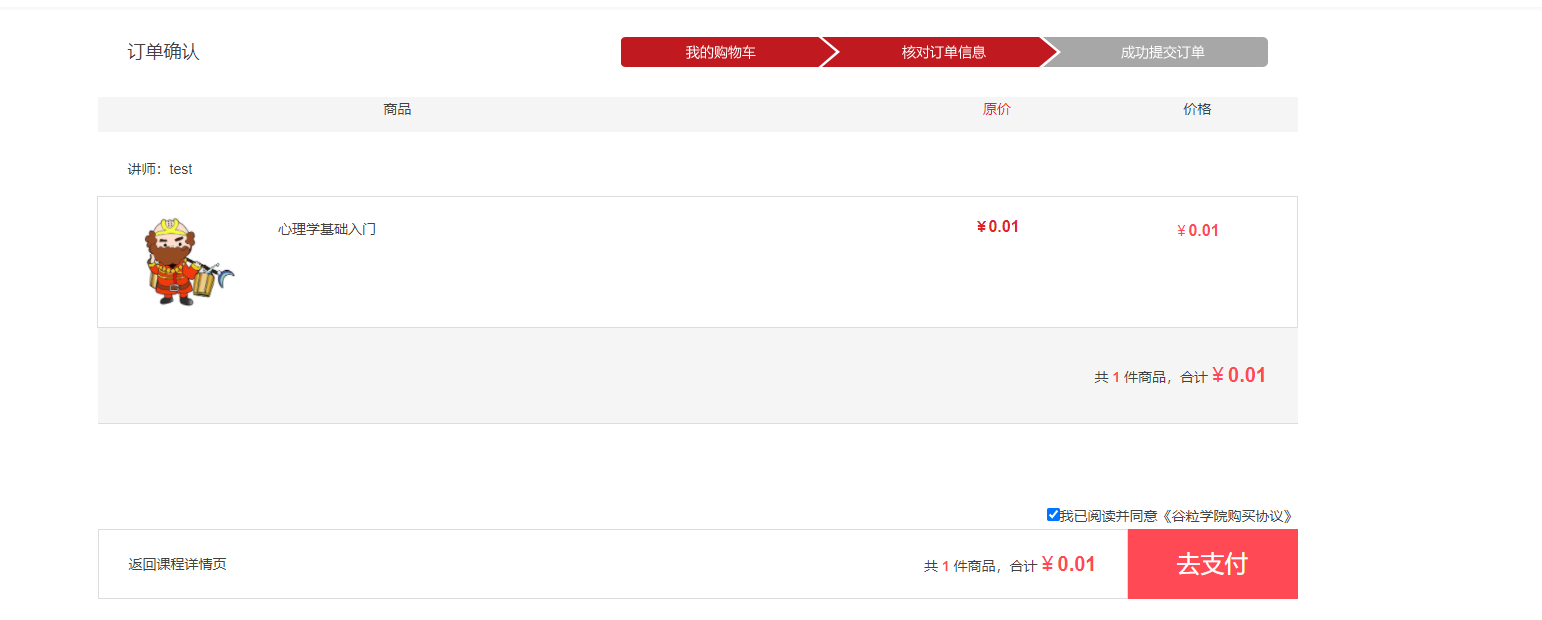 订单确认
我的购物车 核对订单信息 成功提交订单
商品 原价 价格
讲师：test
心理学基础入门 ¥0.01 ¥0.01
共 1 件商品，合计 ¥0.01
我已阅读并同意《谷粒学院购买协议》
返回课程详情页 共 1 件商品，合计 ¥0.01 去支付